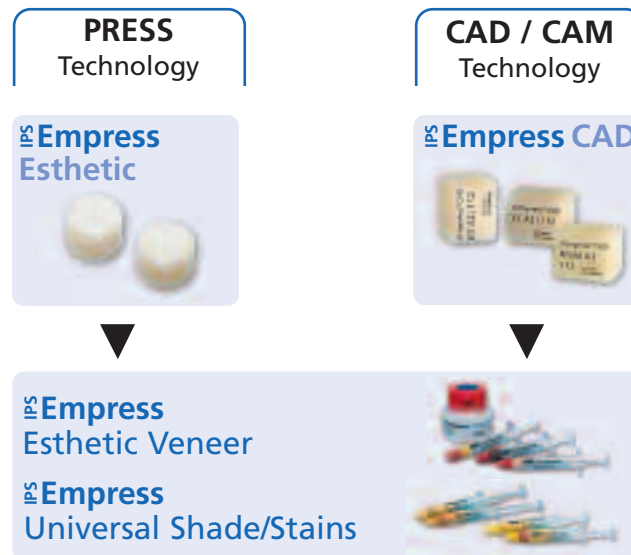 PRESS
Technology
CAD / CAM
Technology
IPS Empress
Esthetic
IPS Empress CAD
IPS Empress
Esthetic Veneer
IPS Empress
Universal Shade/Stains